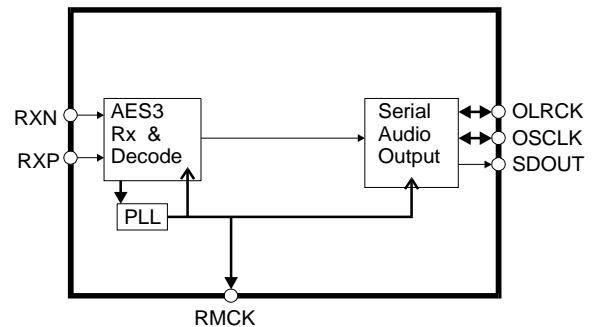 RXN
RXP
AES3
Rx &
Decode
PLL
Serial
Audio
Output
OLRCK
OSCLK
SDOUT
RMCK